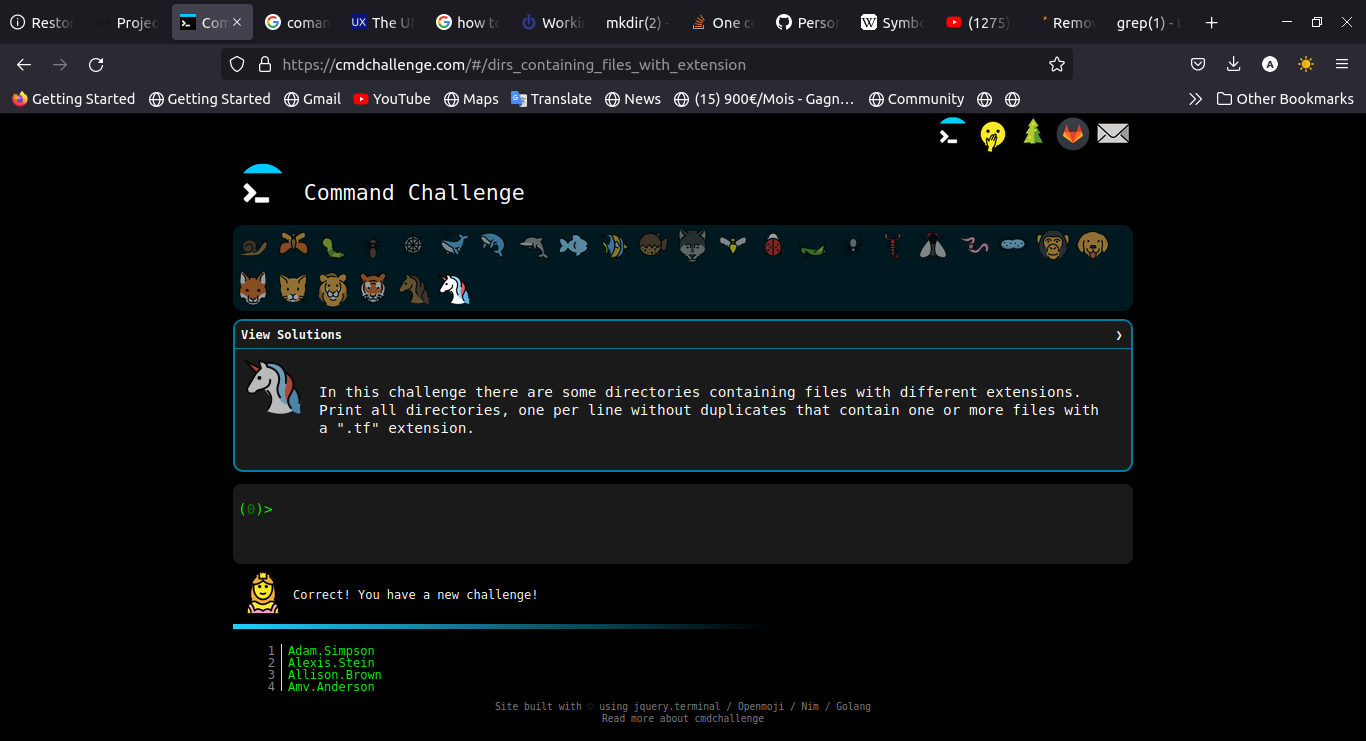 Restor Projec Com coman The UI how to Workin mkdir(2) - One co Person Symbo (1275) Remov grep(1) - L
https://cmdchallenge.com/#/dirs_containing_files_with_extension
Getting Started Getting Started Gmail YouTube Maps Translate News (15) 900€/Mois - Gagn… Community Other Bookmarks
Command Challenge
View Solutions
In this challenge there are some directories containing files with different extensions.
Print all directories, one per line without duplicates that contain one or more files with
a ".tf" extension.
(0)>
Correct! You have a new challenge!
1 Adam.Simpson
2 Alexis.Stein
3 Allison.Brown
4 Amy.Anderson
Site built with ♡ using jquery.terminal / Openmoji / Nim / Golang
Read more about cmdchallenge